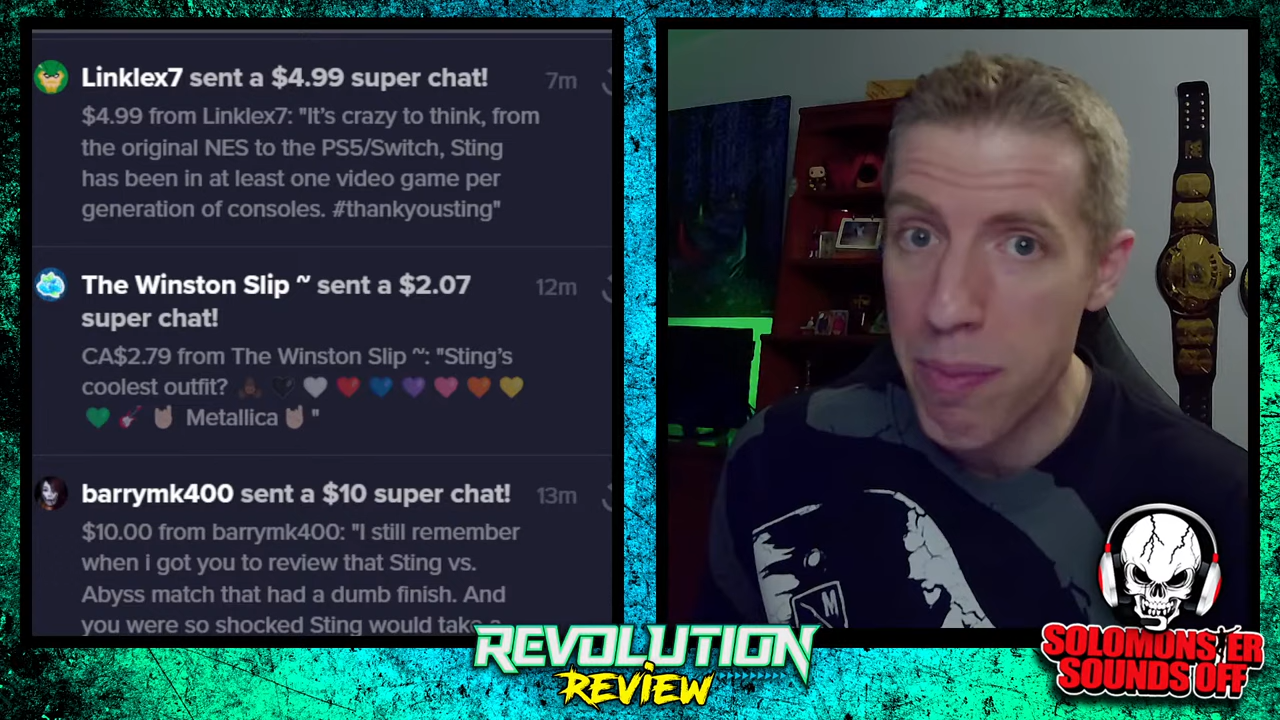 Linklex7 sent a $4.99 super chat!
7m
$4.99 from Linklex7: "It's crazy to think, from
the original NES to the PS5/Switch, Sting
has been in at least one video game per
generation of consoles. #thankyousting"
The Winston Slip ~ sent a $2.07
super chat!
12m
CA$2.79 from The Winston Slip ~: "Sting's
coolest outfit? 🖤 🤍 ❤️ 💙 💜 🩷 🧡 💛
💚 🎸 🤘🏼 Metallica 🤘🏼 "
barrymk400 sent a $10 super chat!
13m
$10.00 from barrymk400: "I still remember
when i got you to review that Sting vs.
Abyss match that had a dumb finish. And
you were so shocked Sting would take a
REVOLUTION
REVIEW
M
SOLOMONSTER
SOUNDS OFF